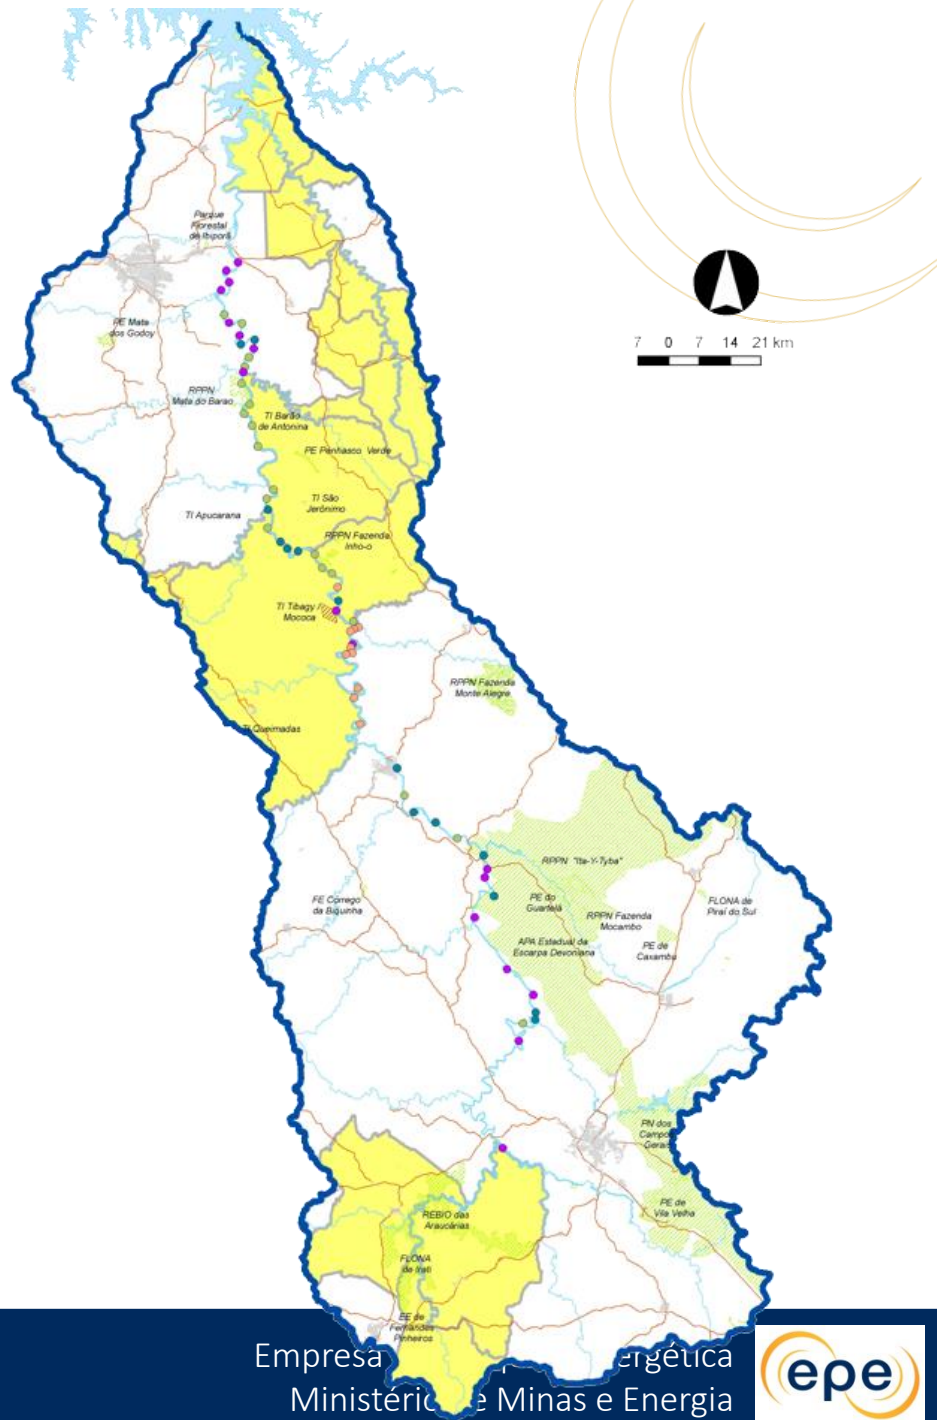 Parque
Florestal
de Ibiporã
7 0 7 14 21 km
PE Mata
dos Godoy
RPPN
Mata do Barao
TI Barão
de Antonina
PE Penhasco Verde
TI São
Jerônimo
TI Apucarana
RPPN Fazenda
Inho-o
TI Tibagy /
Mococa
RPPN Fazenda
Monte Alegre
TI Queimadas
RPPN "Ita-Y-Tyba"
PE do
Guartelá
FE Corrego
da Biquinha
FLONA de
Piraí do Sul
RPPN Fazenda
Mocambo
APA Estadual da
Escarpa Devoniana
PE de
Caxambu
PN dos
Campos
Gerais
PE de
Vila Velha
REBIO das
Araucárias
FLONA
de Irati
EE de
Fernandes
Pinheiros
Empresa ergética
Ministério e Minas e Energia
epe